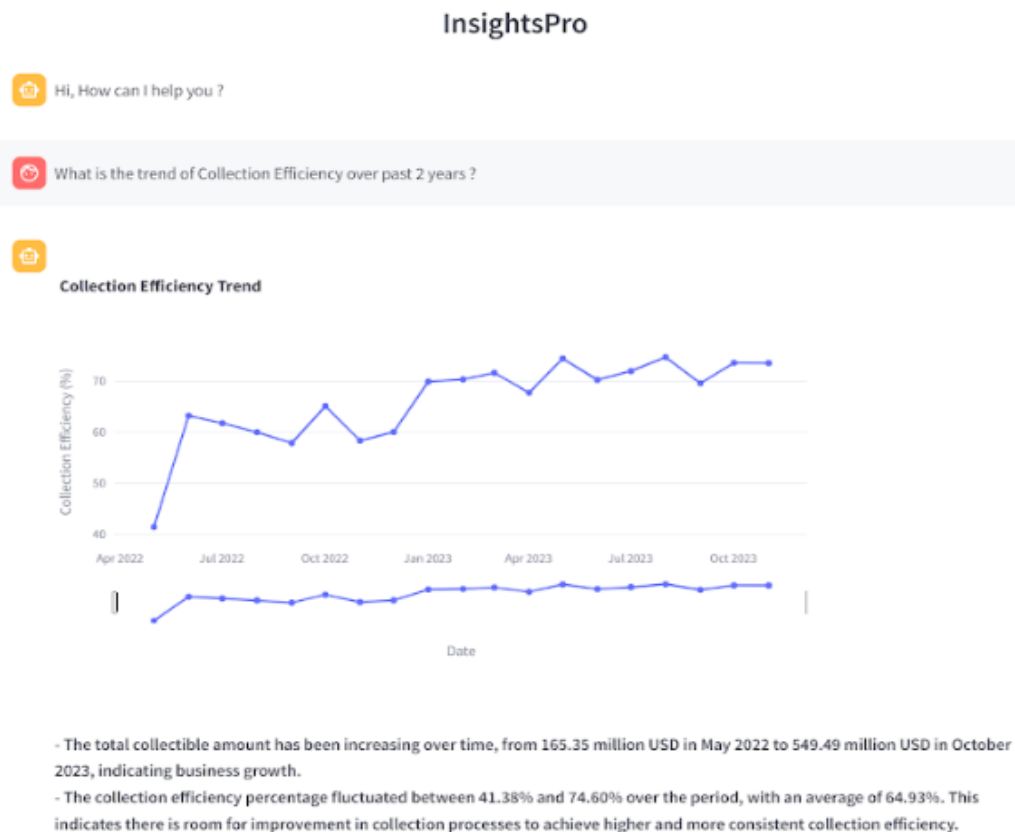 InsightsPro
Hi, How can I help you ?
What is the trend of Collection Efficiency over past 2 years ?
Collection Efficiency Trend
Collection Efficiency (%)
70
60
50
40
Apr 2022 Jul 2022 Oct 2022 Jan 2023 Apr 2023 Jul 2023 Oct 2023
Date
- The total collectible amount has been increasing over time, from 165.35 million USD in May 2022 to 549.49 million USD in October
2023, indicating business growth.
- The collection efficiency percentage fluctuated between 41.38% and 74.60% over the period, with an average of 64.93%. This
indicates there is room for improvement in collection processes to achieve higher and more consistent collection efficiency.